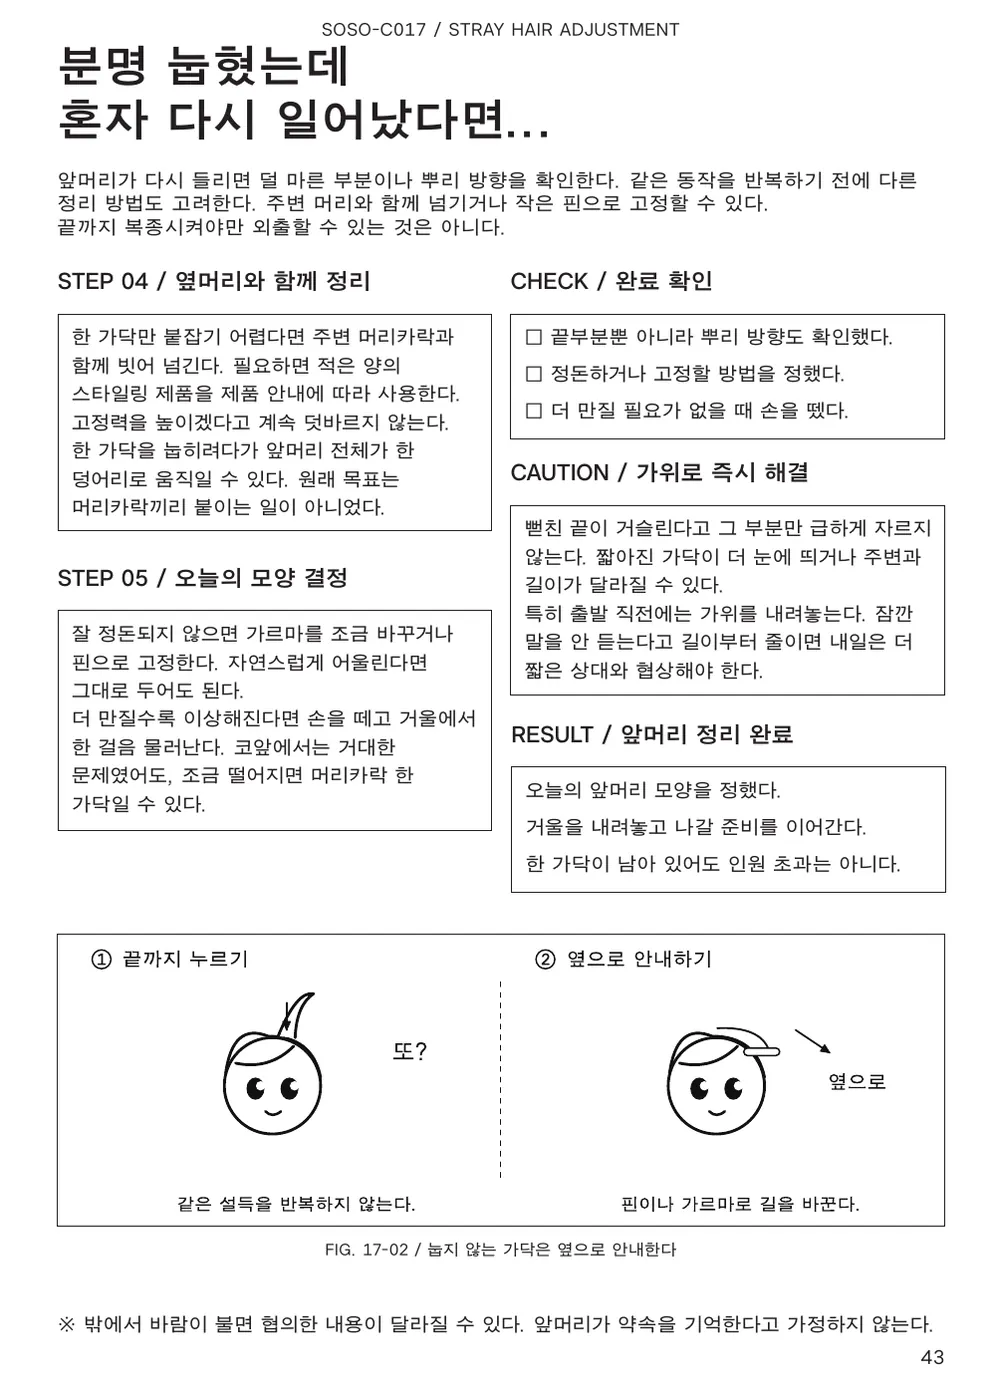 SOSO-C017 / STRAY HAIR ADJUSTMENT
분명 눕혔는데
혼자 다시 일어났다면...
앞머리가 다시 들리면 덜 마른 부분이나 뿌리 방향을 확인한다. 같은 동작을 반복하기 전에 다른
정리 방법도 고려한다. 주변 머리와 함께 넘기거나 작은 핀으로 고정할 수 있다.
끝까지 복종시켜야만 외출할 수 있는 것은 아니다.
STEP 04 / 옆머리와 함께 정리
한 가닥만 붙잡기 어렵다면 주변 머리카락과
함께 빗어 넘긴다. 필요하면 적은 양의
스타일링 제품을 제품 안내에 따라 사용한다.
고정력을 높이겠다고 계속 덧바르지 않는다.
한 가닥을 눕히려다가 앞머리 전체가 한
덩어리로 움직일 수 있다. 원래 목표는
머리카락끼리 붙이는 일이 아니었다.
STEP 05 / 오늘의 모양 결정
잘 정돈되지 않으면 가르마를 조금 바꾸거나
핀으로 고정한다. 자연스럽게 어울린다면
그대로 두어도 된다.
더 만질수록 이상해진다면 손을 떼고 거울에서
한 걸음 물러난다. 코앞에서는 거대한
문제였어도, 조금 떨어지면 머리카락 한
가닥일 수 있다.
CHECK / 완료 확인
□ 끝부분뿐 아니라 뿌리 방향도 확인했다.
□ 정돈하거나 고정할 방법을 정했다.
□ 더 만질 필요가 없을 때 손을 뗐다.
CAUTION / 가위로 즉시 해결
뻗친 끝이 거슬린다고 그 부분만 급하게 자르지
않는다. 짧아진 가닥이 더 눈에 띄거나 주변과
길이가 달라질 수 있다.
특히 출발 직전에는 가위를 내려놓는다. 잠깐
말을 안 듣는다고 길이부터 줄이면 내일은 더
짧은 상대와 협상해야 한다.
RESULT / 앞머리 정리 완료
오늘의 앞머리 모양을 정했다.
거울을 내려놓고 나갈 준비를 이어간다.
한 가닥이 남아 있어도 인원 초과는 아니다.
① 끝까지 누르기
또?
같은 설득을 반복하지 않는다.
② 옆으로 안내하기
옆으로
핀이나 가르마로 길을 바꾼다.
FIG. 17-02 / 눕지 않는 가닥은 옆으로 안내한다
※ 밖에서 바람이 불면 협의한 내용이 달라질 수 있다. 앞머리가 약속을 기억한다고 가정하지 않는다.
43